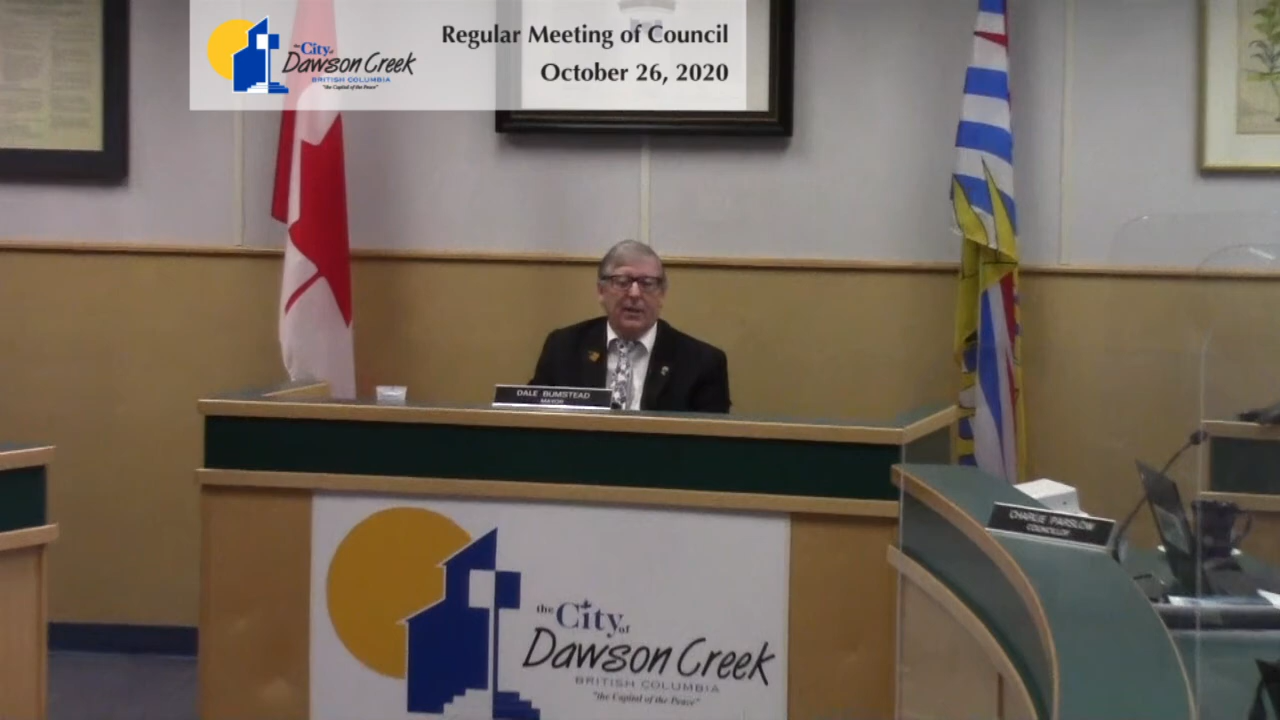 the City of
Dawson Creek
BRITISH COLUMBIA
"the Capital of the Peace"
Regular Meeting of Council
October 26, 2020
DALE BUMSTEAD
MAYOR
CHARLIE PARSLOW
COUNCILLOR
the City of
Dawson Creek
BRITISH COLUMBIA
"the Capital of the Peace"